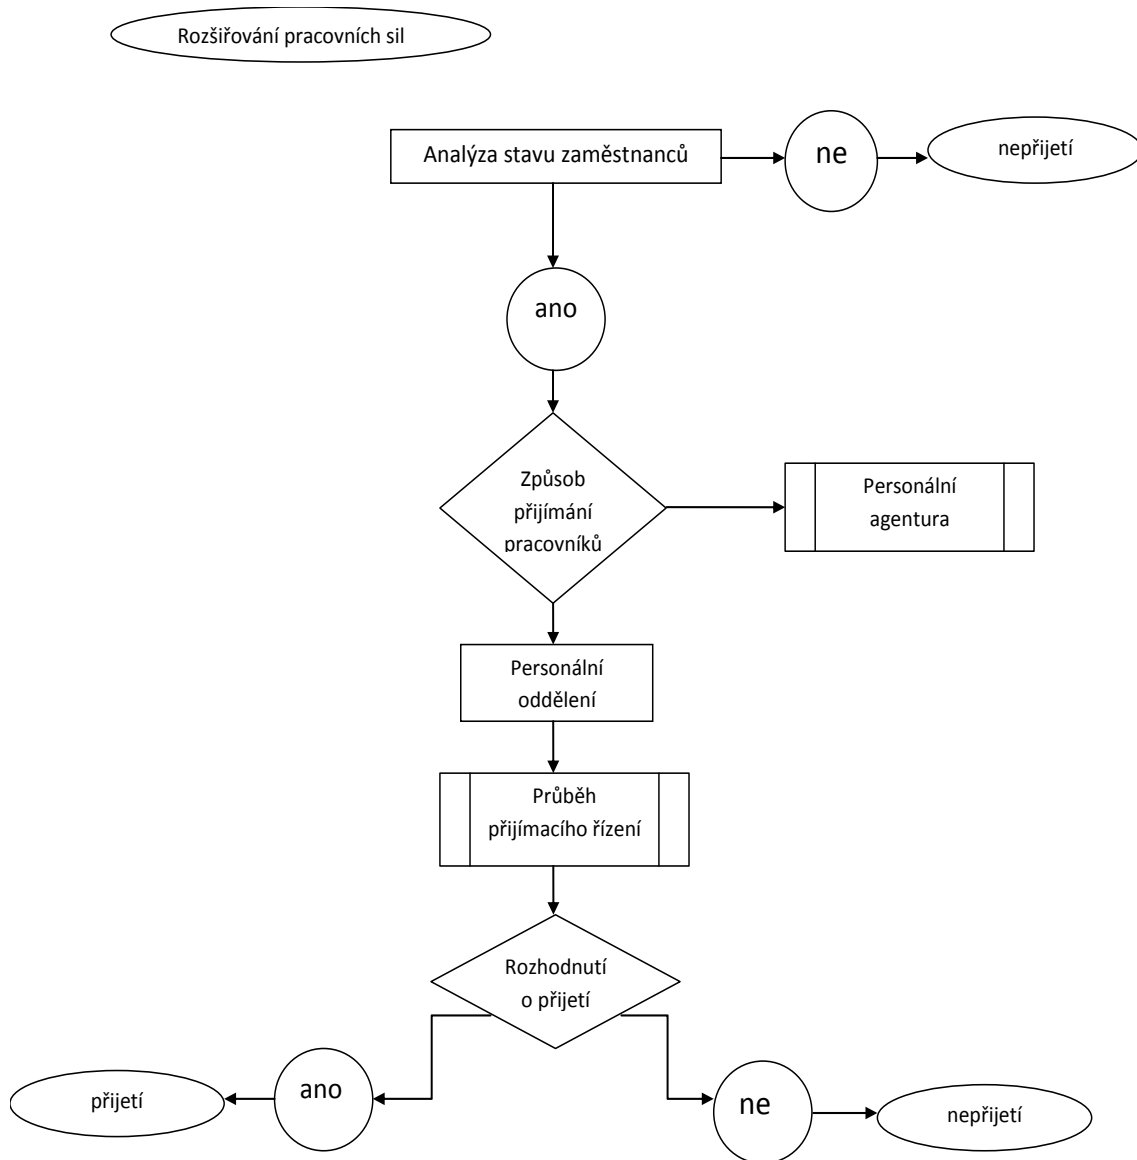 Rozšiřování pracovních sil
Analýza stavu zaměstnanců
ne
nepřijetí
ano
Způsob
přijímání
pracovníků
Personální
agentura
Personální
oddělení
Průběh
přijímacího řízení
Rozhodnutí
o přijetí
přijetí
ano
ne
nepřijetí